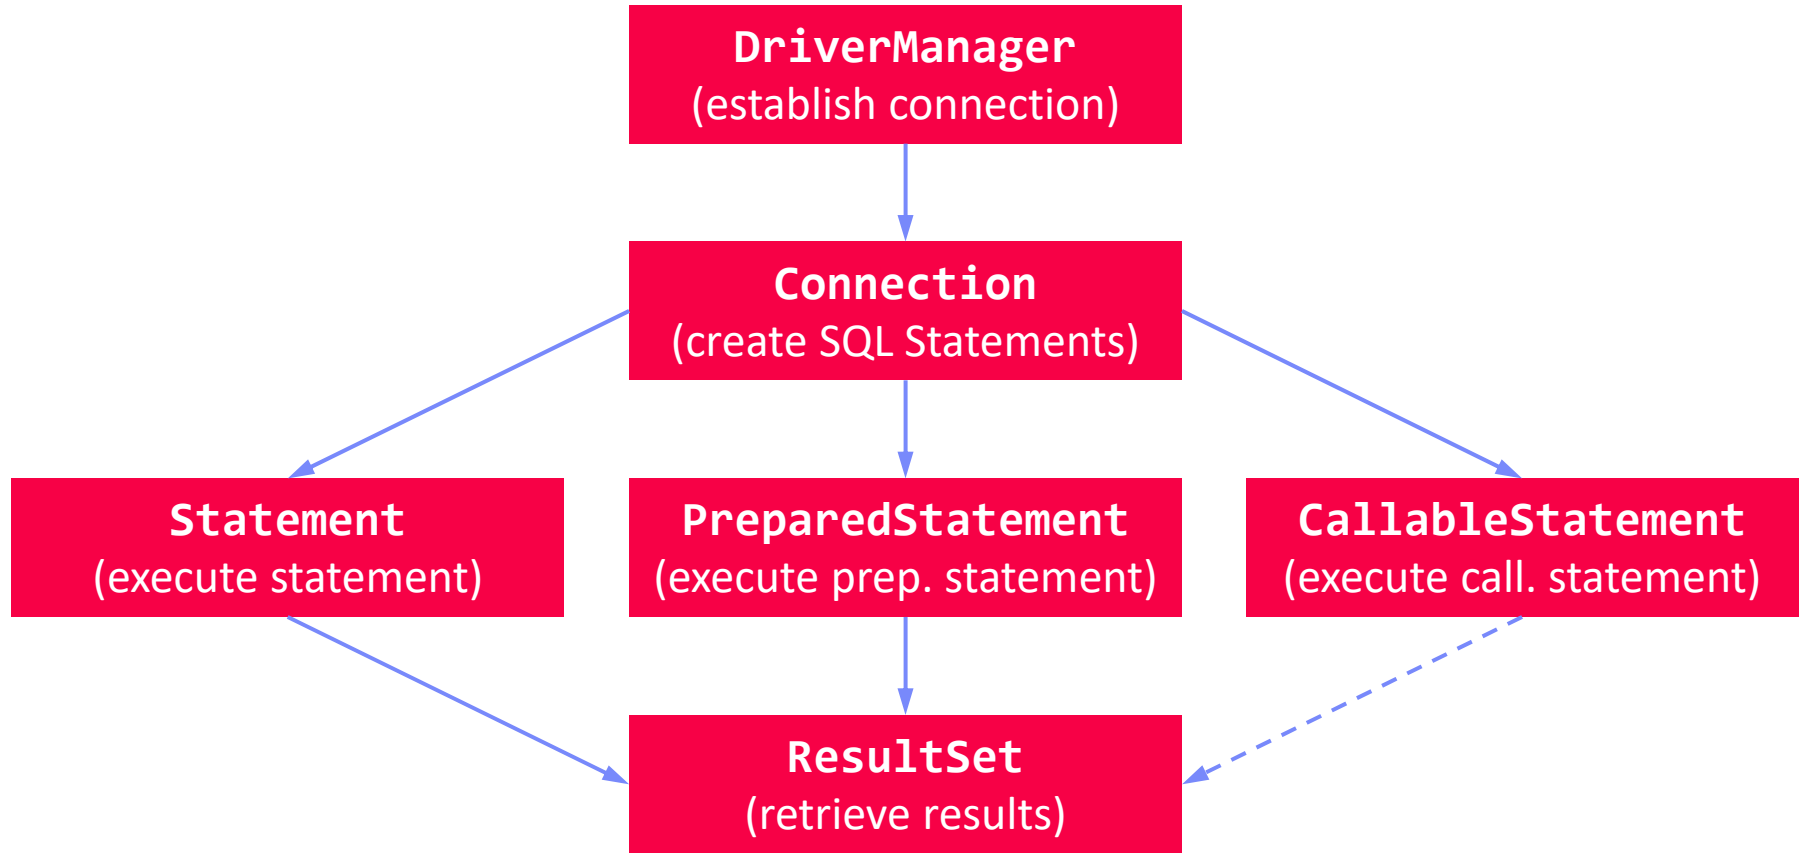 DriverManager
(establish connection)
Connection
(create SQL Statements)
Statement
(execute statement)
PreparedStatement
(execute prep. statement)
CallableStatement
(execute call. statement)
ResultSet
(retrieve results)